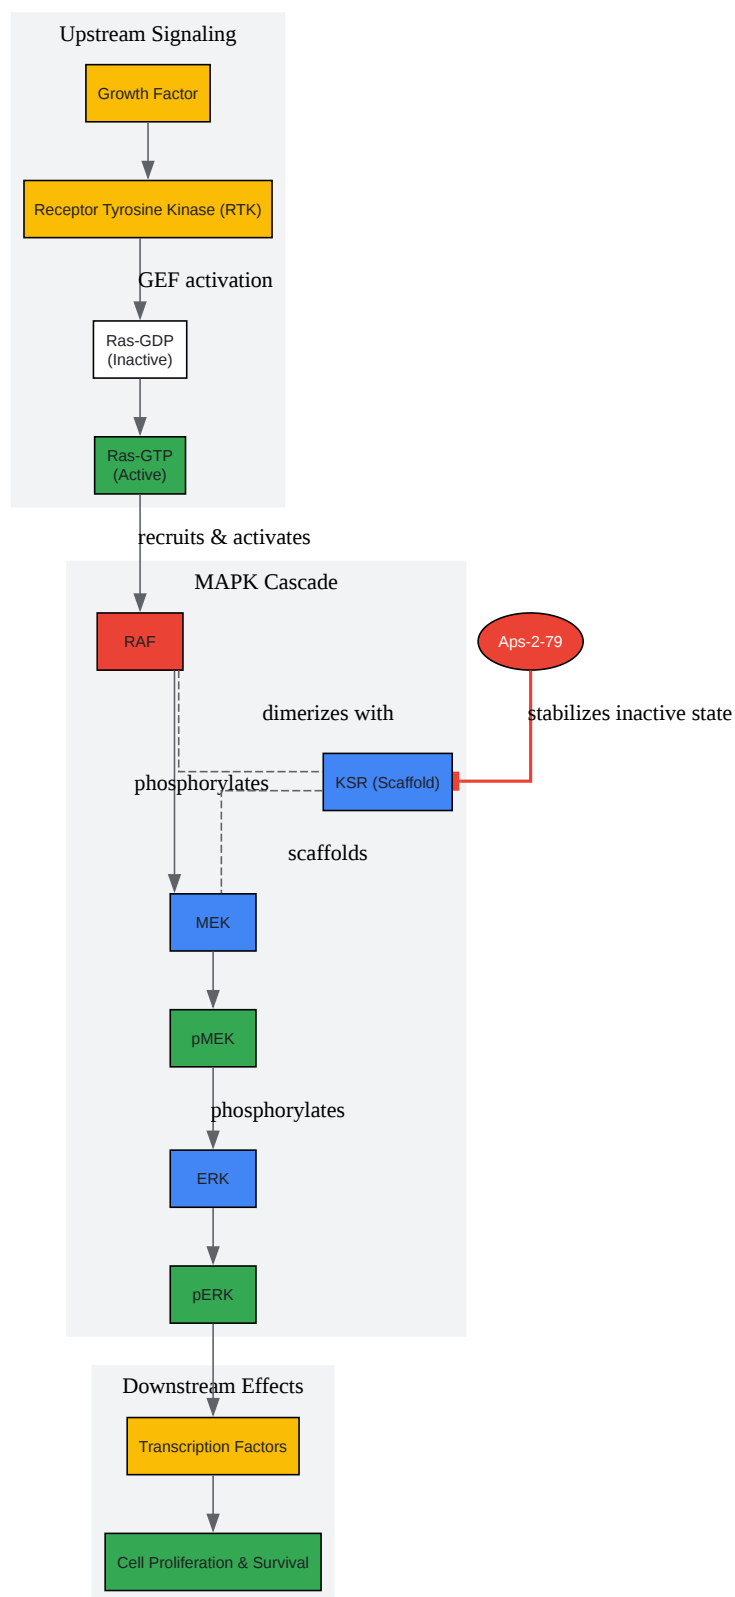 Upstream Signaling
Growth Factor
Receptor Tyrosine Kinase (RTK)
GEF activation
Ras-GDP
(Inactive)
Ras-GTP
(Active)
recruits & activates
MAPK Cascade
RAF
Aps-2-79
dimerizes with
stabilizes inactive state
phosphorylates
KSR (Scaffold)
scaffolds
MEK
pMEK
phosphorylates
ERK
pERK
Downstream Effects
Transcription Factors
Cell Proliferation & Survival